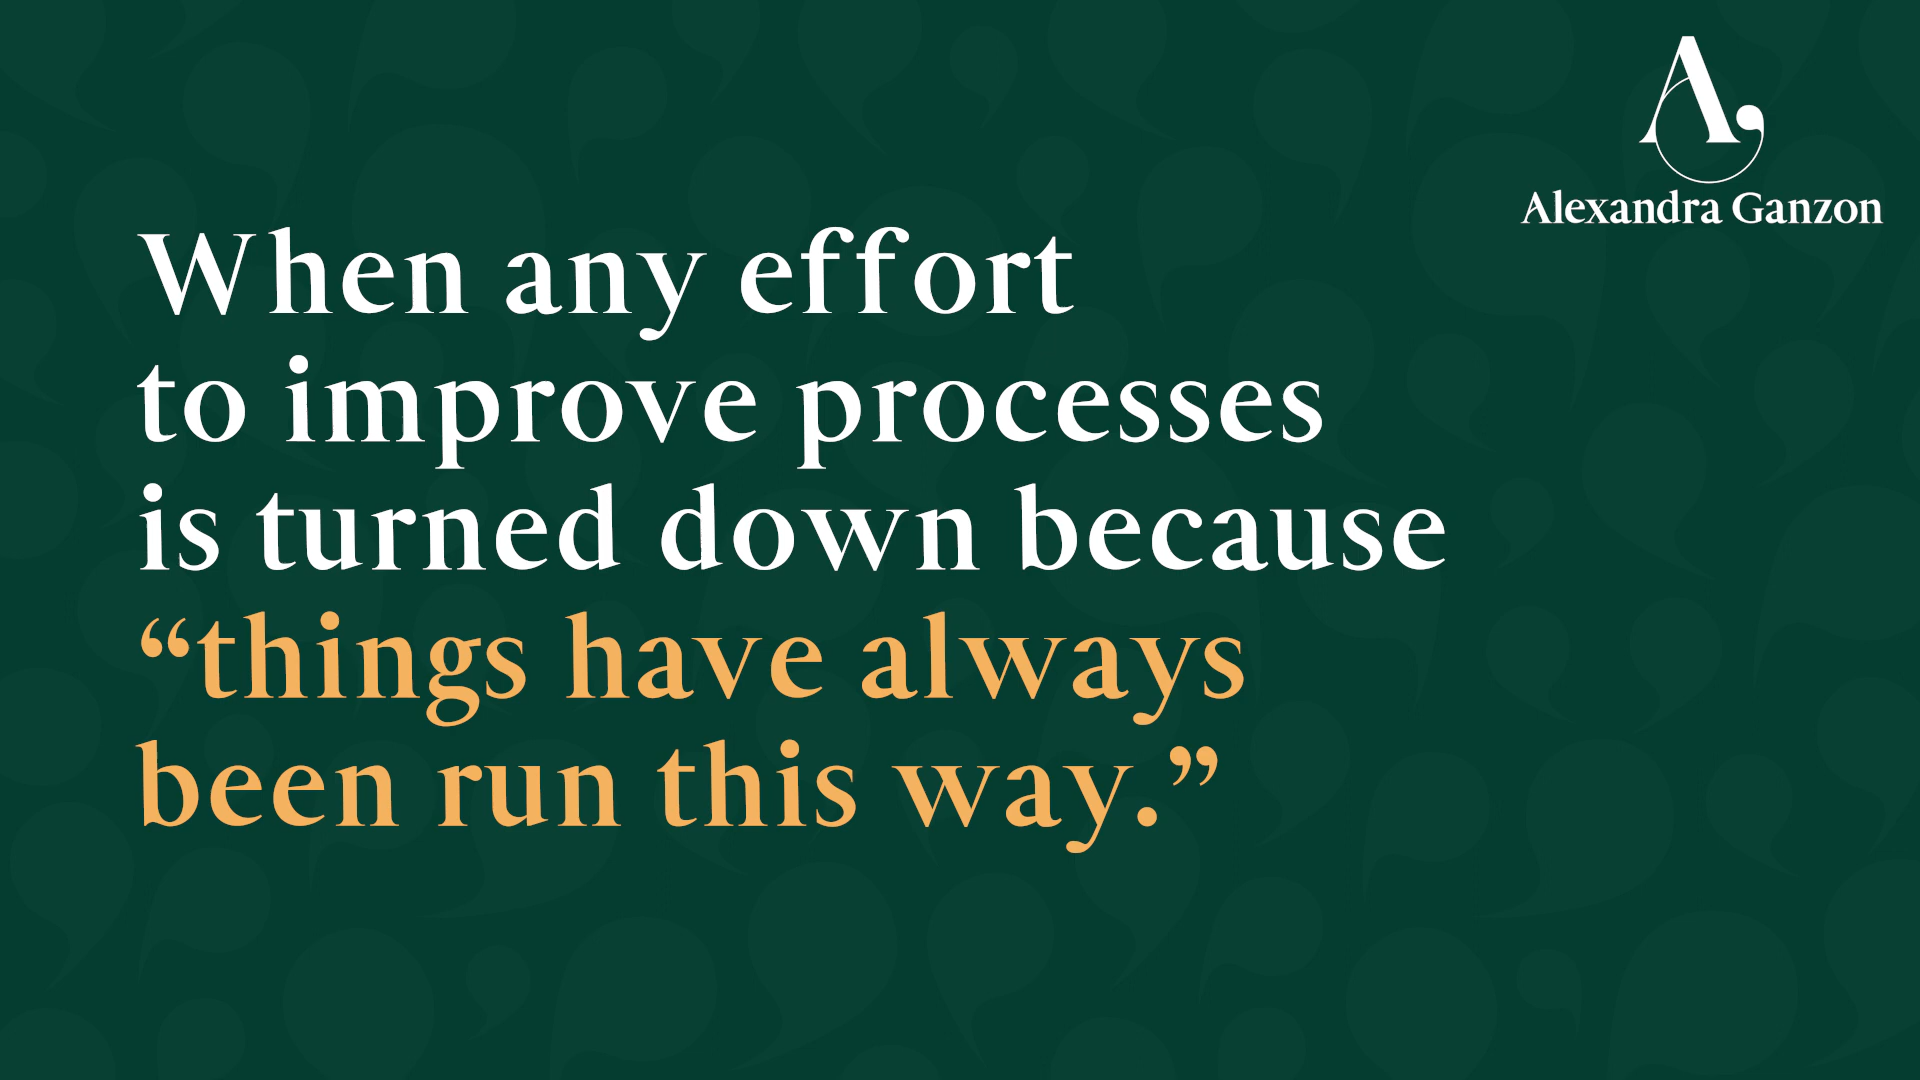 Alexandra Ganzon
When any effort
to improve processes
is turned down because
“things have always
been run this way.”